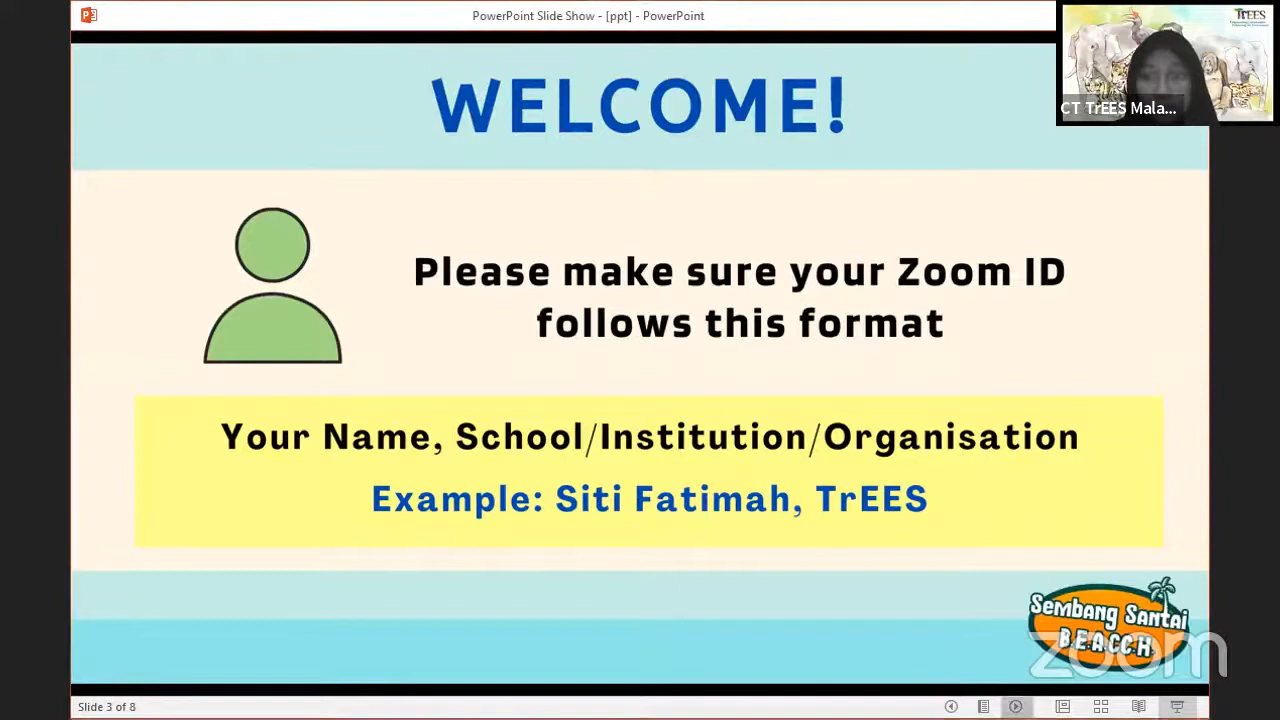 PowerPoint Slide Show - [ppt] - PowerPoint
TrEES
CT TrEES Mala...
WELCOME!
Please make sure your Zoom ID
follows this format
Your Name, School/Institution/Organisation
Example: Siti Fatimah, TrEES
Sembang Santai
B.E.A.C.C.H.
zoom
Slide 3 of 8